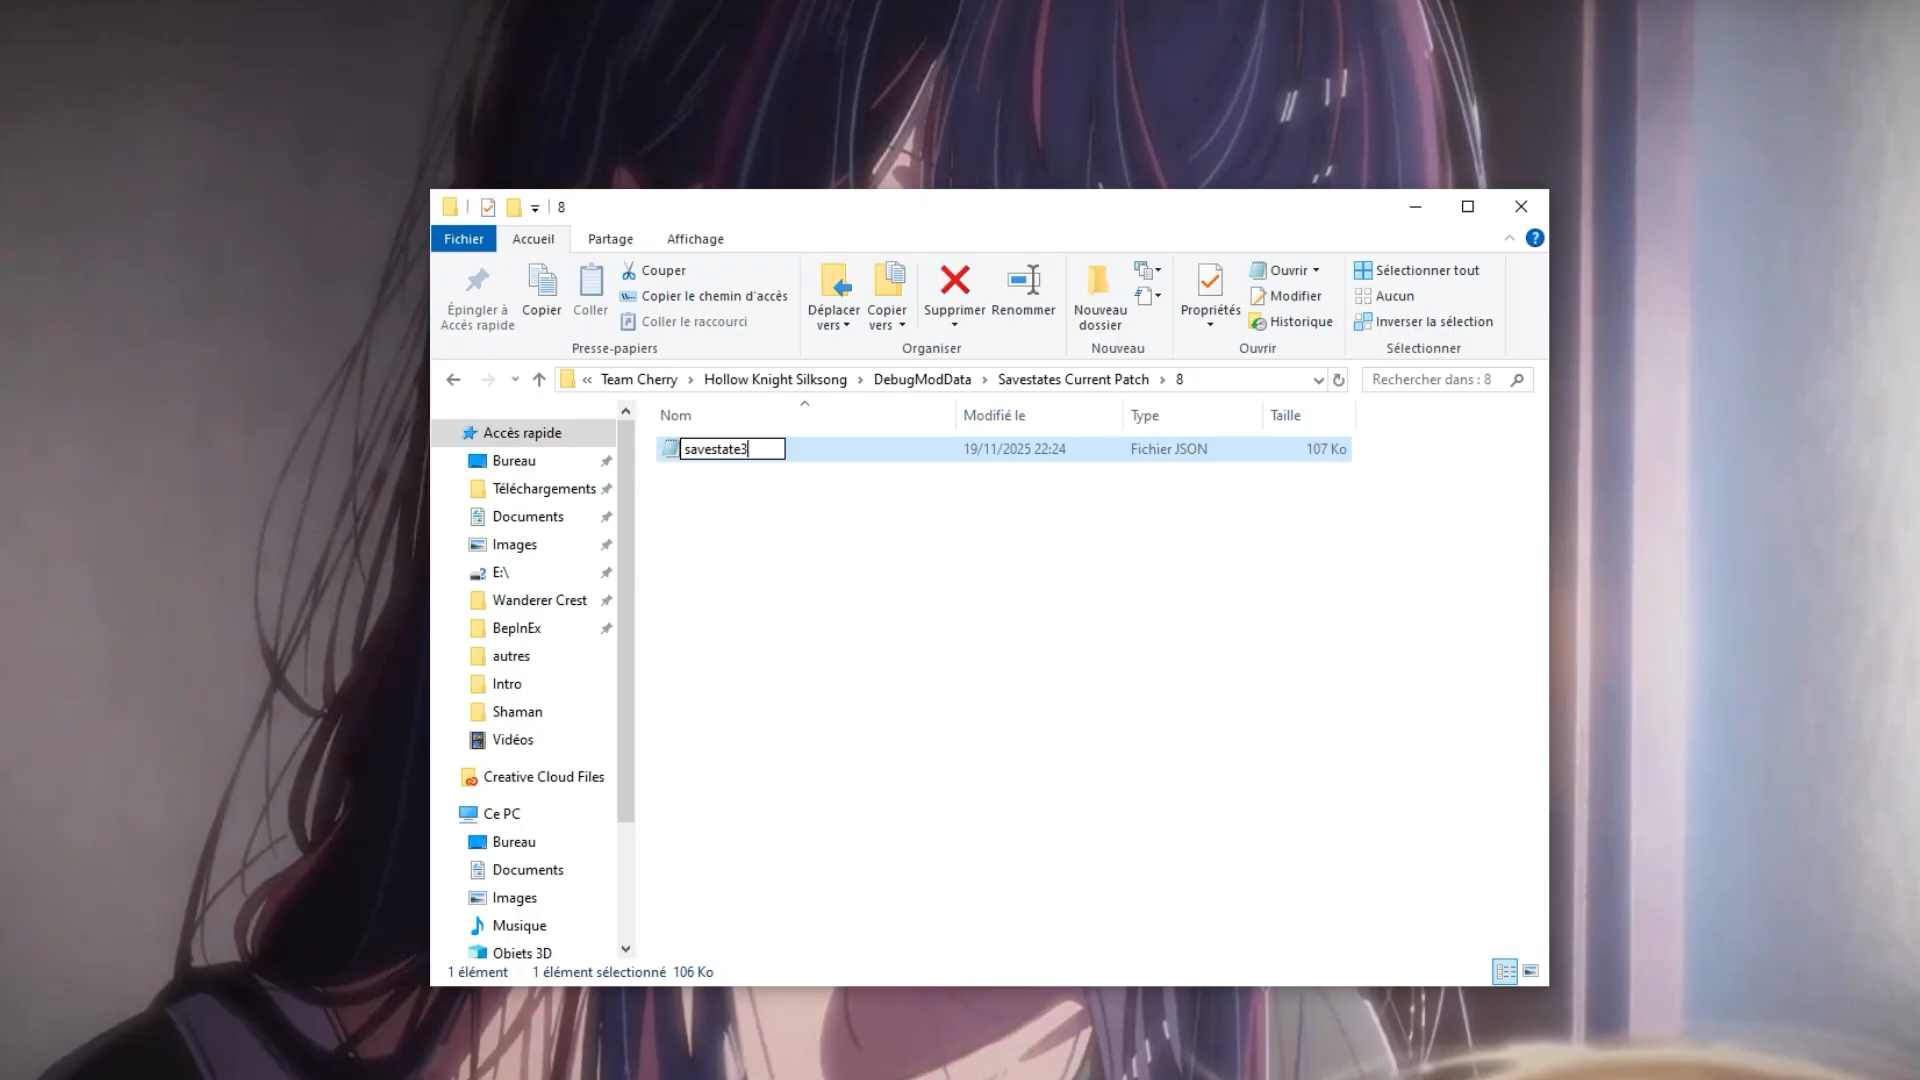 8
Fichier Accueil Partage Affichage
Épingler à Accès rapide
Copier
Coller
Couper
Copier le chemin d'accès
Coller le raccourci
Presse-papiers
Déplacer vers
Copier vers
Supprimer
Renommer
Organiser
Nouveau dossier
Nouveau
Propriétés
Ouvrir
Modifier
Historique
Ouvrir
Sélectionner tout
Aucun
Inverser la sélection
Sélectionner
« Team Cherry › Hollow Knight Silksong › DebugModData › Savestates Current Patch › 8
Rechercher dans : 8
Nom Modifié le Type Taille
savestate3 19/11/2025 22:24 Fichier JSON 107 Ko
Accès rapide
Bureau
Téléchargements
Documents
Images
E:\
Wanderer Crest
BepInEx
autres
Intro
Shaman
Vidéos
Creative Cloud Files
Ce PC
Bureau
Documents
Images
Musique
Objets 3D
1 élément 1 élément sélectionné 106 Ko